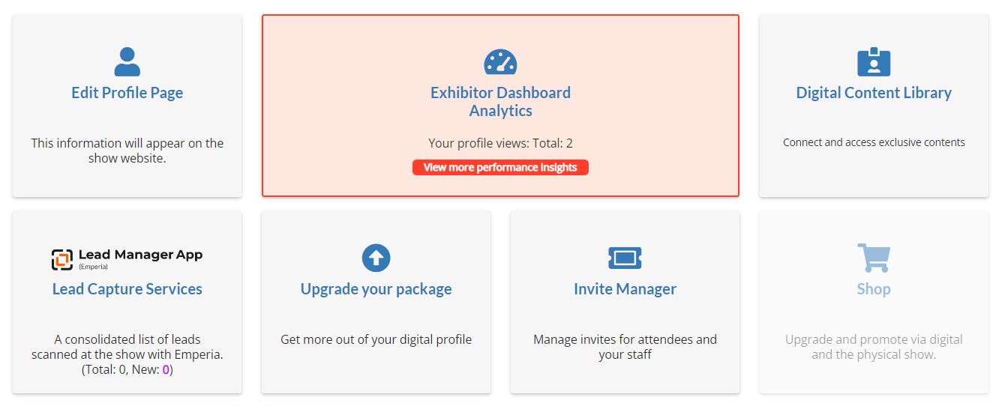 Edit Profile Page
This information will appear on the
show website.
Exhibitor Dashboard
Analytics
Your profile views: Total: 2
View more performance insights
Digital Content Library
Connect and access exclusive contents
Lead Manager App
(Emperia)
Lead Capture Services
A consolidated list of leads
scanned at the show with Emperia.
(Total: 0, New: 0)
Upgrade your package
Get more out of your digital profile
Invite Manager
Manage invites for attendees and
your staff
Shop
Upgrade and promote via digital
and the physical show.